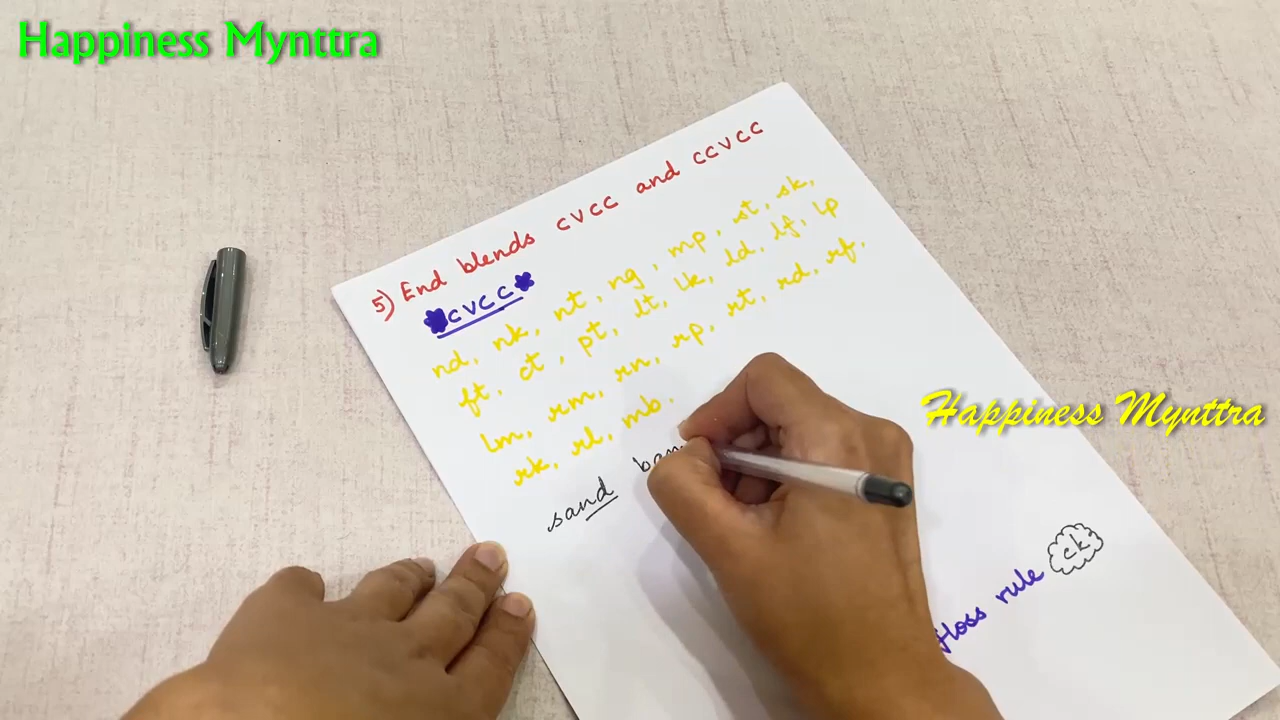 Happiness Mynttra
5) End blends CVCC and CCVCC
CVCC
nd, nk, nt, ng, mp, st, sk,
ft, ct, pt, lt, lk, ld, lf, lp
lm, rm, rn, rp, rt, rd, rf,
rk, rl, mb.
sand
Happiness Mynttra
floss rule ck